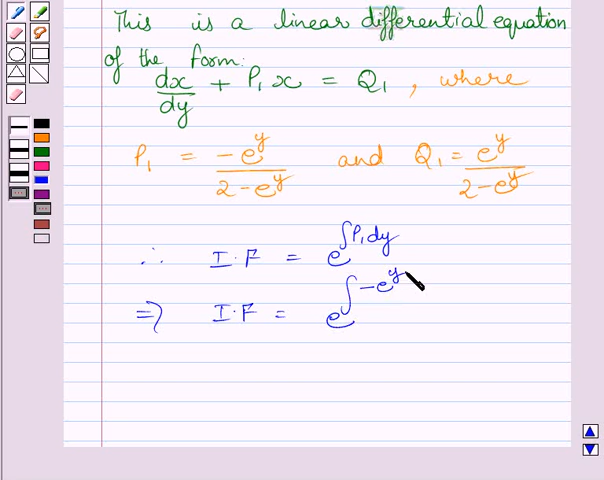 This is a linear differential equation
of the form:
dx/dy + P₁x = Q₁, where
P₁ = -e^y/2-e^y and Q₁ = e^y/2-e^y
∴ I.F = e^∫P₁dy
⇒ I.F = e^∫-e^y